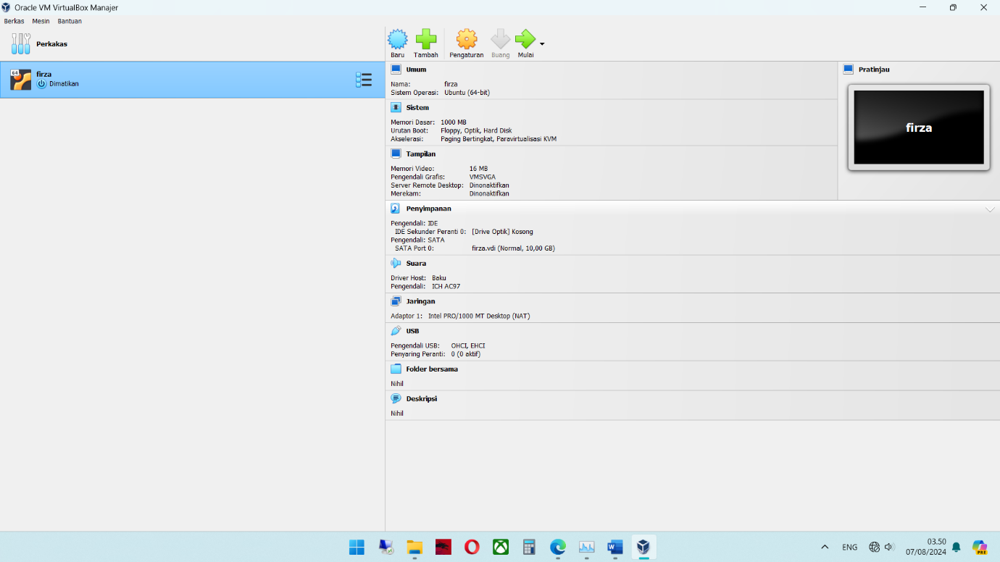 Oracle VM VirtualBox Manajer
Berkas Mesin Bantuan
Perkakas
Baru Tambah Pengaturan Buang Mulai
64
firza
Dimatikan
Umum
Nama: firza
Sistem Operasi: Ubuntu (64-bit)
Sistem
Memori Dasar: 1000 MB
Urutan Boot: Floppy, Optik, Hard Disk
Akselerasi: Paging Bertingkat, Paravirtualisasi KVM
Tampilan
Memori Video: 16 MB
Pengendali Grafis: VMSVGA
Server Remote Desktop: Dinonaktifkan
Merekam: Dinonaktifkan
Pratinjau
firza
Penyimpanan
Pengendali: IDE
IDE Sekunder Peranti 0: [Drive Optik] Kosong
Pengendali: SATA
SATA Port 0: firza.vdi (Normal, 10,00 GB)
Suara
Driver Host: Baku
Pengendali: ICH AC97
Jaringan
Adaptor 1: Intel PRO/1000 MT Desktop (NAT)
USB
Pengendali USB: OHCI, EHCI
Penyaring Peranti: 0 (0 aktif)
Folder bersama
Nihil
Deskripsi
Nihil
ENG
03.50
07/08/2024
PRE